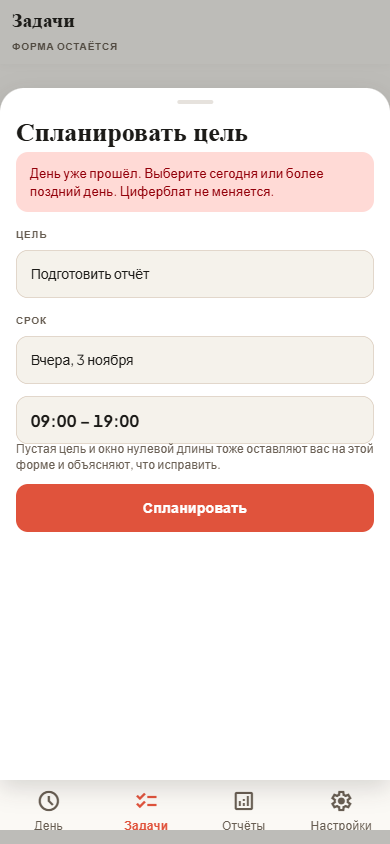 Задачи
ФОРМА ОСТАЁТСЯ
Спланировать цель
День уже прошёл. Выберите сегодня или более
поздний день. Циферблат не меняется.
ЦЕЛЬ
Подготовить отчёт
СРОК
Вчера, 3 ноября
09:00 – 19:00
Пустая цель и окно нулевой длины тоже оставляют вас на этой
форме и объясняют, что исправить.
Спланировать
День
Задачи
Отчёты
Настройки